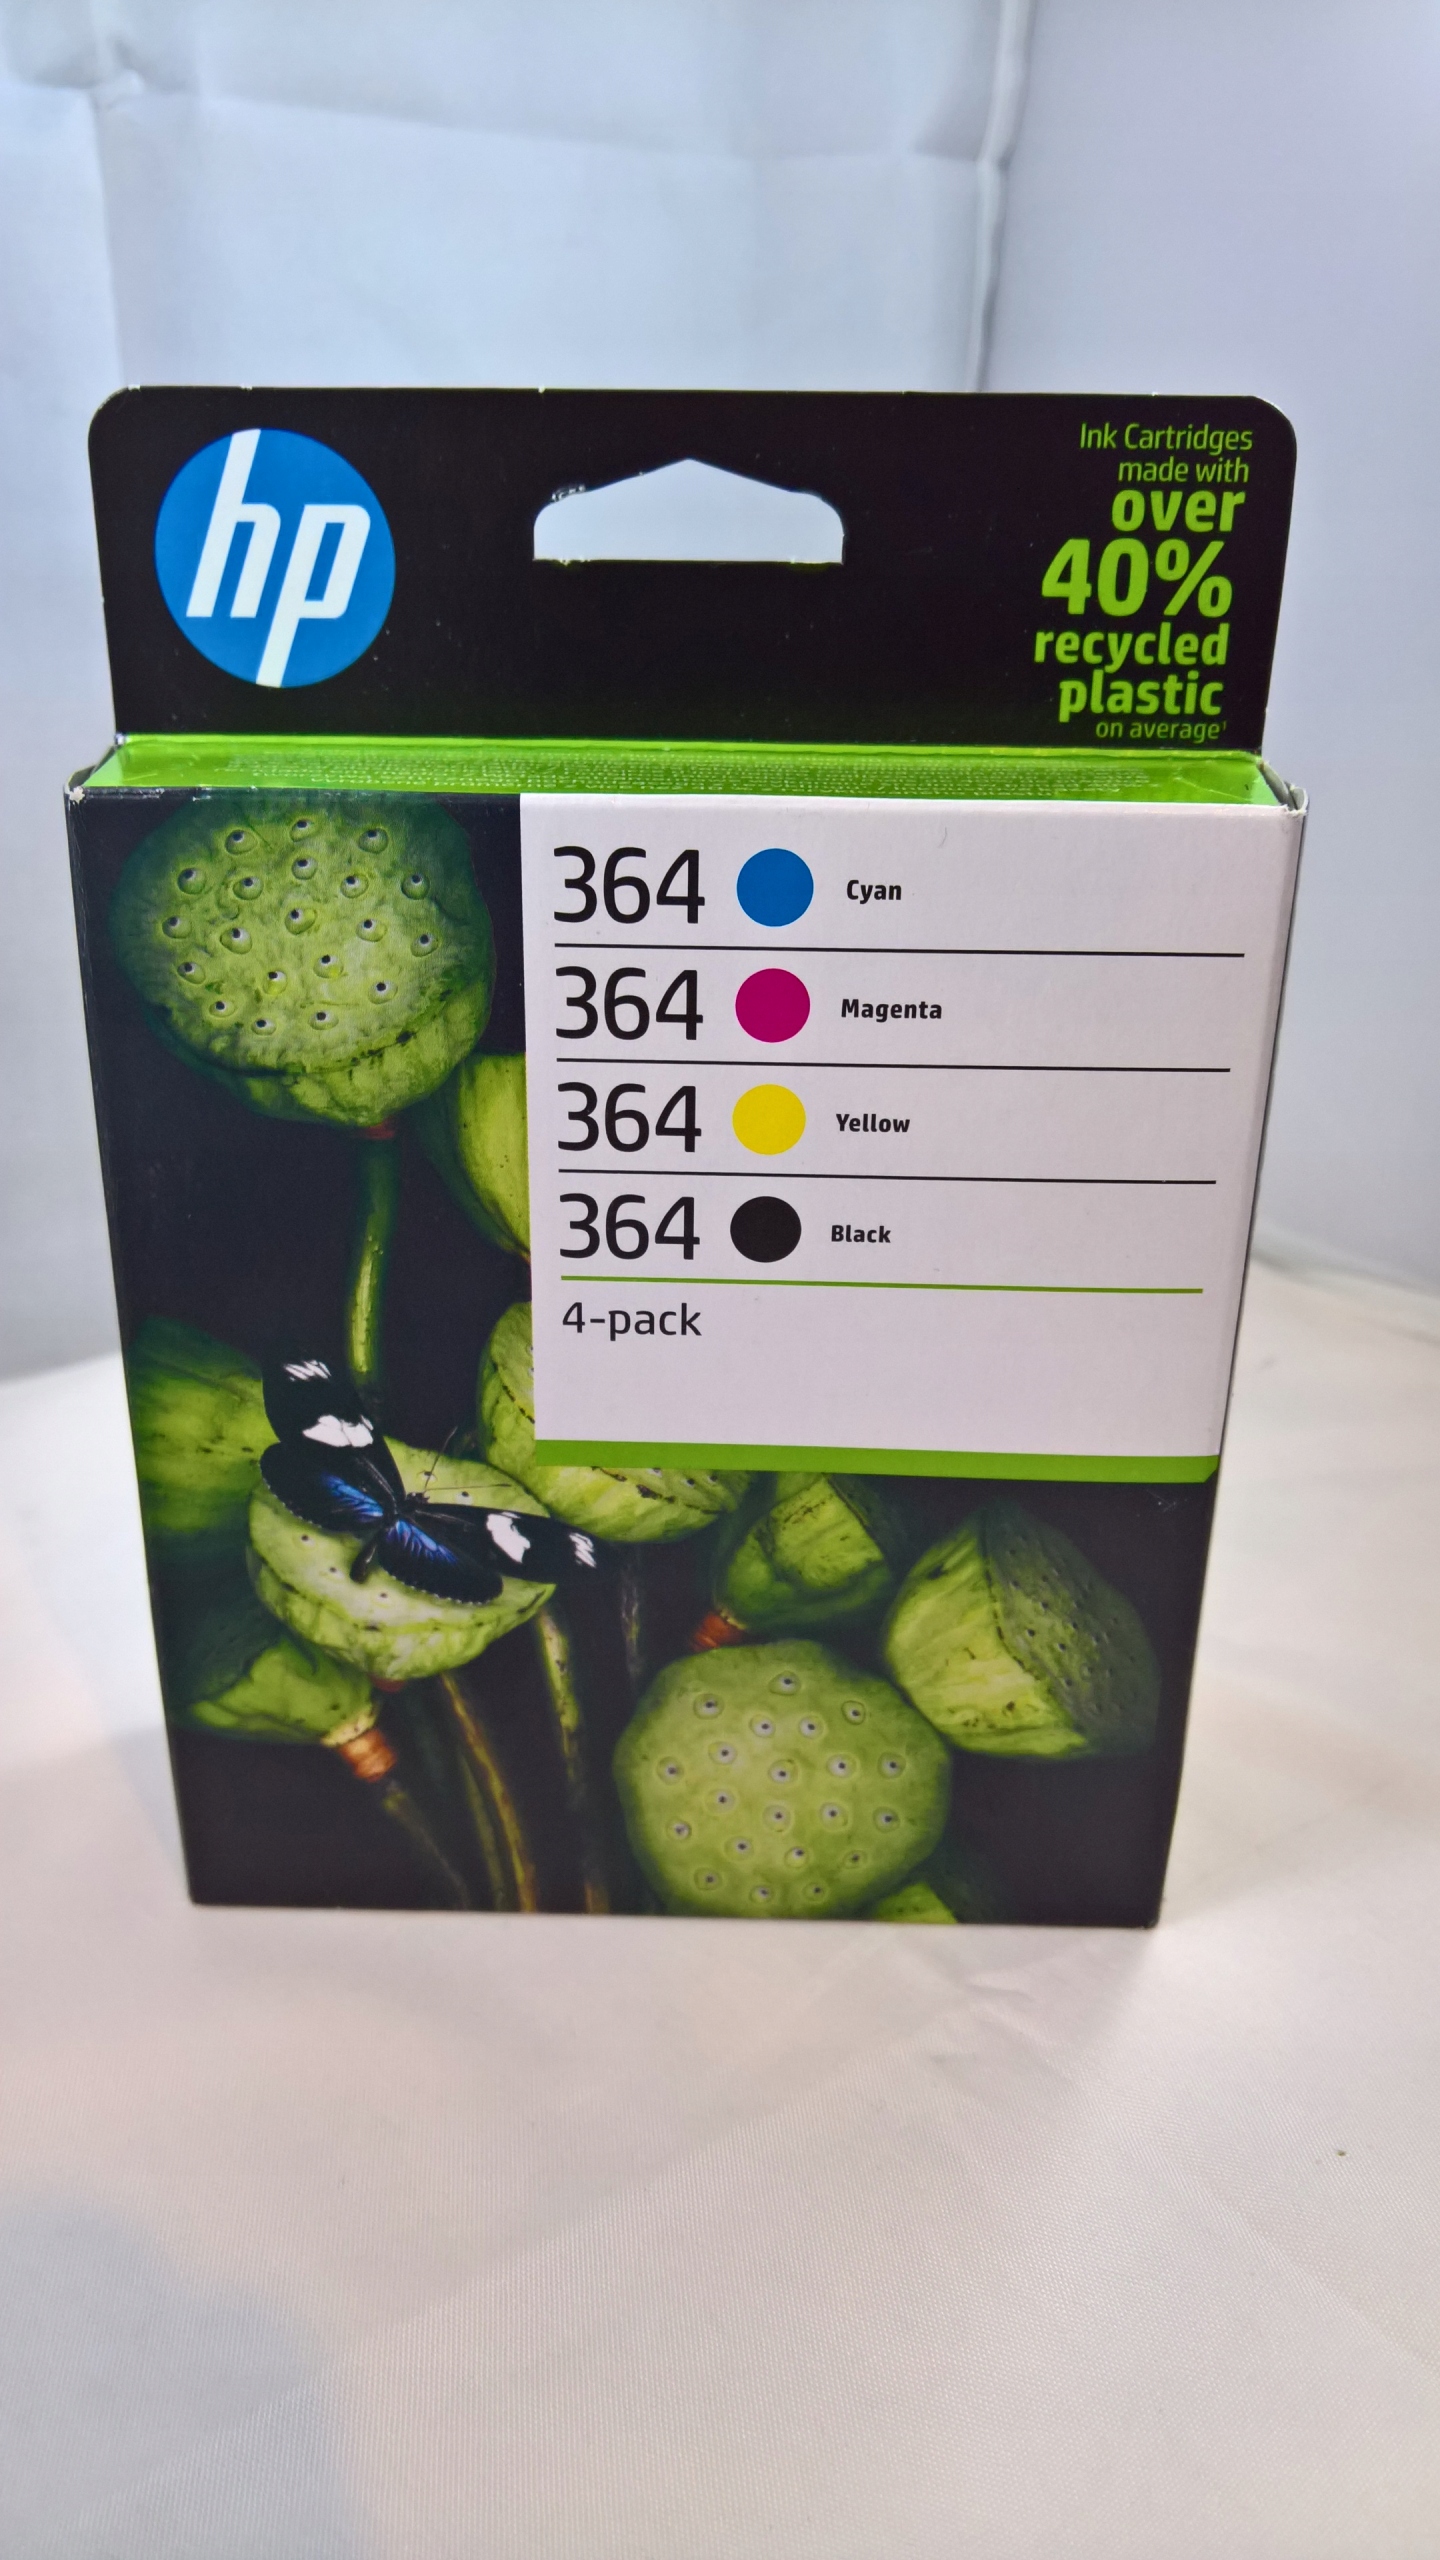 hp
Ink Cartridges
made with
over
40%
recycled
plastic
on average¹
364 Cyan
364 Magenta
364 Yellow
364 Black
4-pack